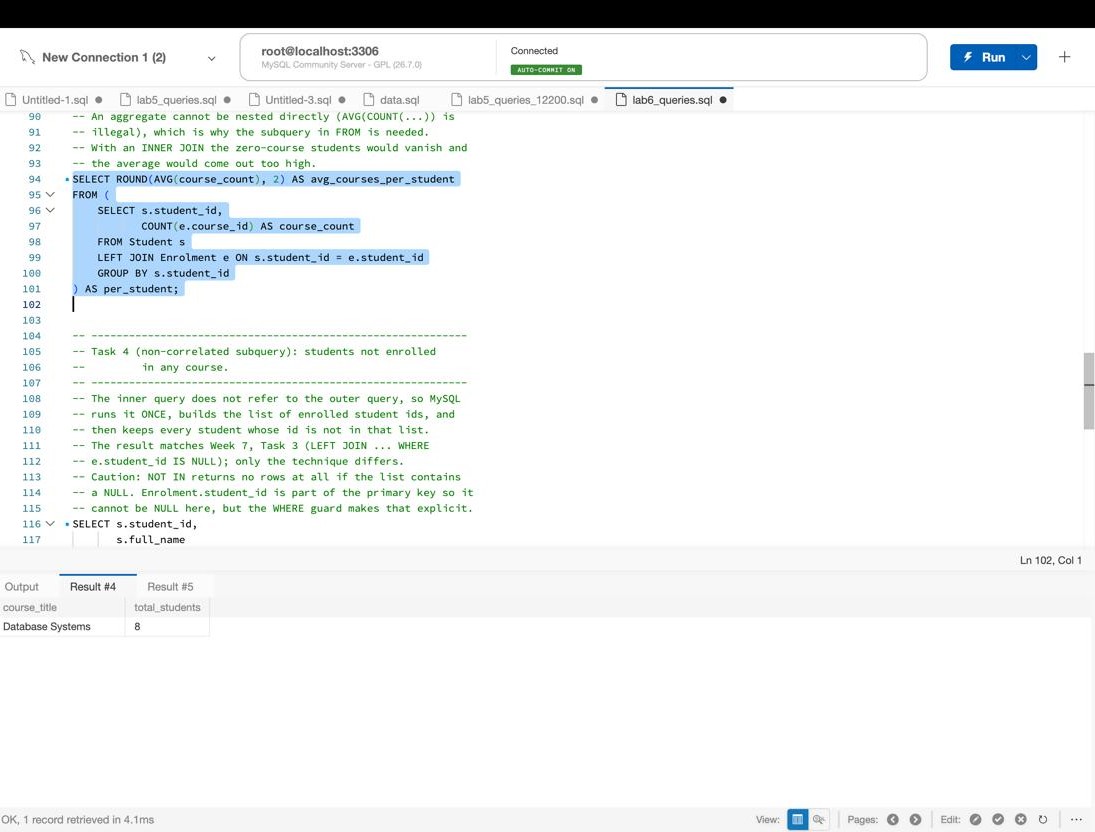 New Connection 1 (2)
root@localhost:3306
MySQL Community Server - GPL (26.7.0)
Connected
AUTO-COMMIT ON
Run
Untitled-1.sql
lab5_queries.sql
Untitled-3.sql
data.sql
lab5_queries_12200.sql
lab6_queries.sql
90 -- An aggregate cannot be nested directly (AVG(COUNT(...)) is
91 -- illegal), which is why the subquery in FROM is needed.
92 -- With an INNER JOIN the zero-course students would vanish and
93 -- the average would come out too high.
94 SELECT ROUND(AVG(course_count), 2) AS avg_courses_per_student
95 FROM (
96 SELECT s.student_id,
97 COUNT(e.course_id) AS course_count
98 FROM Student s
99 LEFT JOIN Enrolment e ON s.student_id = e.student_id
100 GROUP BY s.student_id
101 ) AS per_student;
102
103
104 -- ------------------------------------------------------------
105 -- Task 4 (non-correlated subquery): students not enrolled
106 -- in any course.
107 -- ------------------------------------------------------------
108 -- The inner query does not refer to the outer query, so MySQL
109 -- runs it ONCE, builds the list of enrolled student ids, and
110 -- then keeps every student whose id is not in that list.
111 -- The result matches Week 7, Task 3 (LEFT JOIN ... WHERE
112 -- e.student_id IS NULL); only the technique differs.
113 -- Caution: NOT IN returns no rows at all if the list contains
114 -- a NULL. Enrolment.student_id is part of the primary key so it
115 -- cannot be NULL here, but the WHERE guard makes that explicit.
116 SELECT s.student_id,
117 s.full_name
Ln 102, Col 1
Output
Result #4
Result #5
course_title total_students
Database Systems 8
OK, 1 record retrieved in 4.1ms
View:
Pages:
Edit: